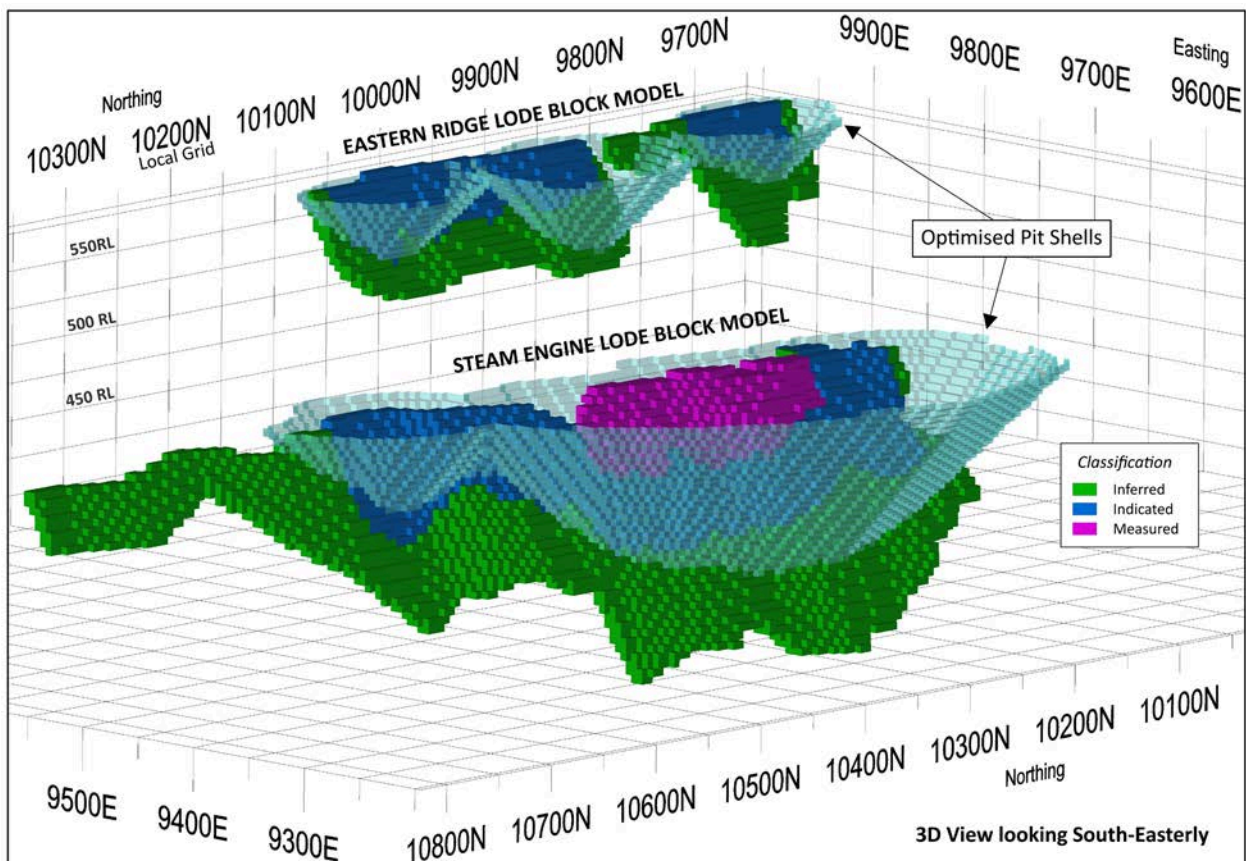 Northing
10300N 10200N 10100N 10000N 9900N 9800N 9700N
Local Grid
Easting
9900E 9800E 9700E 9600E
EASTERN RIDGE LODE BLOCK MODEL
550RL
500 RL
450 RL
Optimised Pit Shells
STEAM ENGINE LODE BLOCK MODEL
Classification
Inferred
Indicated
Measured
9500E 9400E 9300E
10800N 10700N 10600N 10500N 10400N 10300N 10200N 10100N
Northing
3D View looking South-Easterly